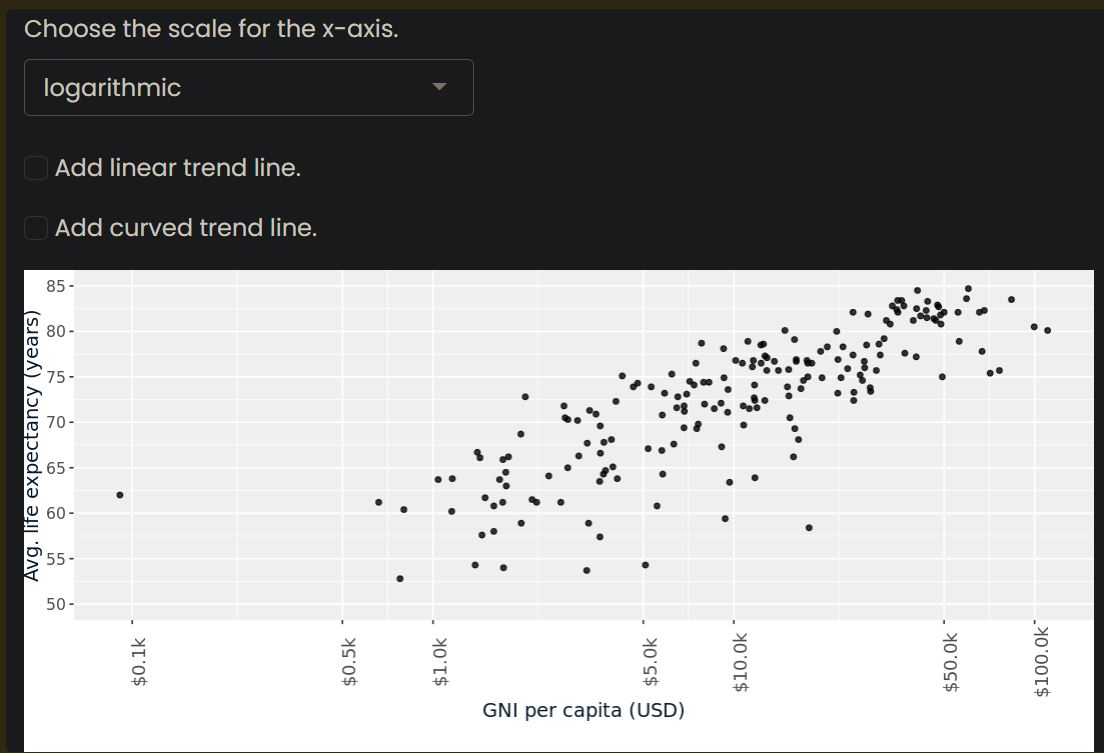 Choose the scale for the x-axis.
logarithmic
Add linear trend line.
Add curved trend line.
Avg. life expectancy (years)
85
80
75
70
65
60
55
50
$0.1k
$0.5k
$1.0k
$5.0k
$10.0k
$50.0k
$100.0k
GNI per capita (USD)